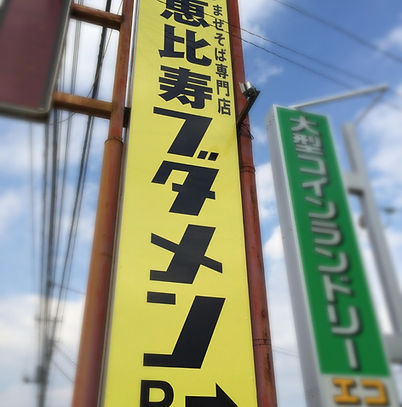 まぜそば専門店
恵比寿ブタメン
P→
大型コインランドリー
エコ